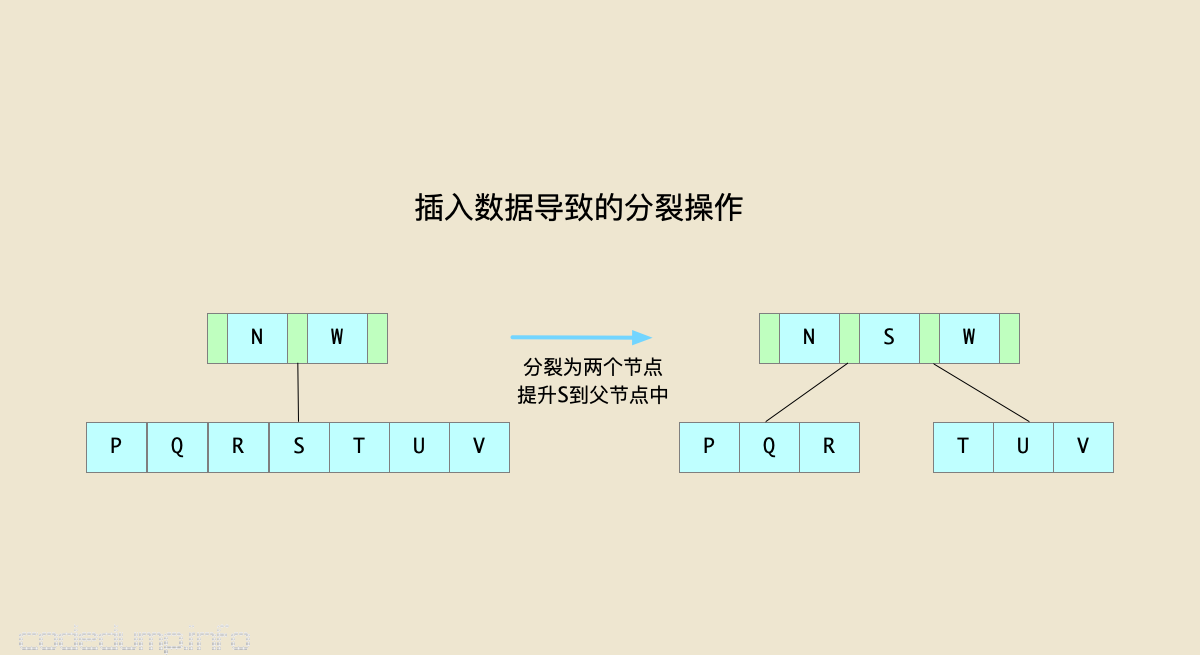 插入数据导致的分裂操作
N W
N S W
分裂为两个节点
提升S到父节点中
P Q R S T U V
P Q R
T U V
codedump.info